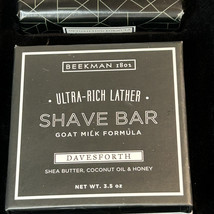 BEEKMAN 1802
· ULTRA-RICH LATHER ·
SHAVE BAR
GOAT MILK FORMULA
DAVESFORTH
SHEA BUTTER, COCONUT OIL & HONEY
NET WT. 3.5 oz